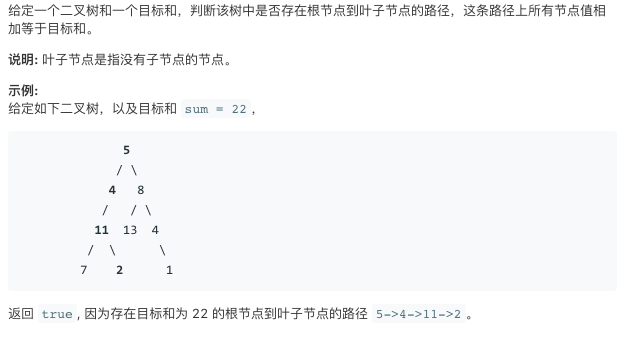 给定一个二叉树和一个目标和，判断该树中是否存在根节点到叶子节点的路径，这条路径上所有节点值相
加等于目标和。
说明: 叶子节点是指没有子节点的节点。
示例:
给定如下二叉树，以及目标和 sum = 22，
5
/ \
4 8
/ / \
11 13 4
/ \ \
7 2 1
返回 true, 因为存在目标和为 22 的根节点到叶子节点的路径 5->4->11->2。